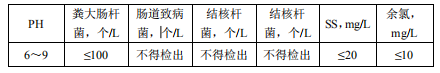 PH 粪大肠杆菌，个/L 肠道致病菌，个/L 结核杆菌，个/L 结核杆菌，个/L SS, mg/L 余氯，mg/L
6～9 ≤100 不得检出 不得检出 不得检出 ≤20 ≤10